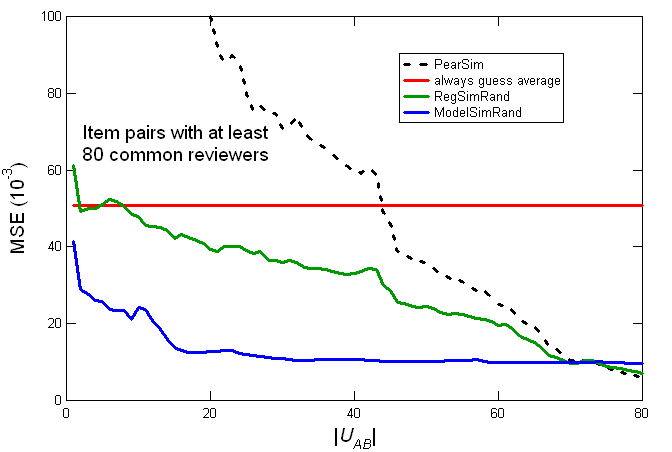 100
80
60
40
20
0
MSE (10^-3)
PearSim
always guess average
RegSimRand
ModelSimRand
Item pairs with at least
80 common reviewers
0 20 40 60 80
|U_AB|